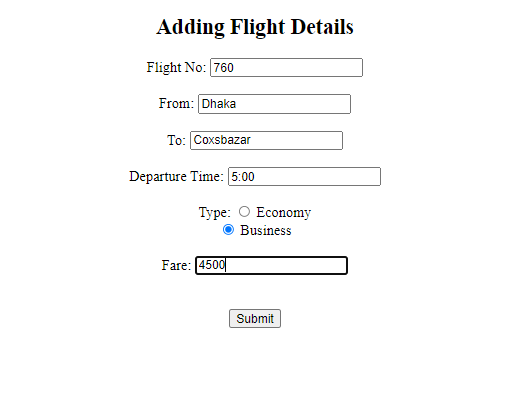 Adding Flight Details
Flight No: 760
From: Dhaka
To: Coxsbazar
Departure Time: 5:00
Type: Economy
Business
Fare: 4500
Submit